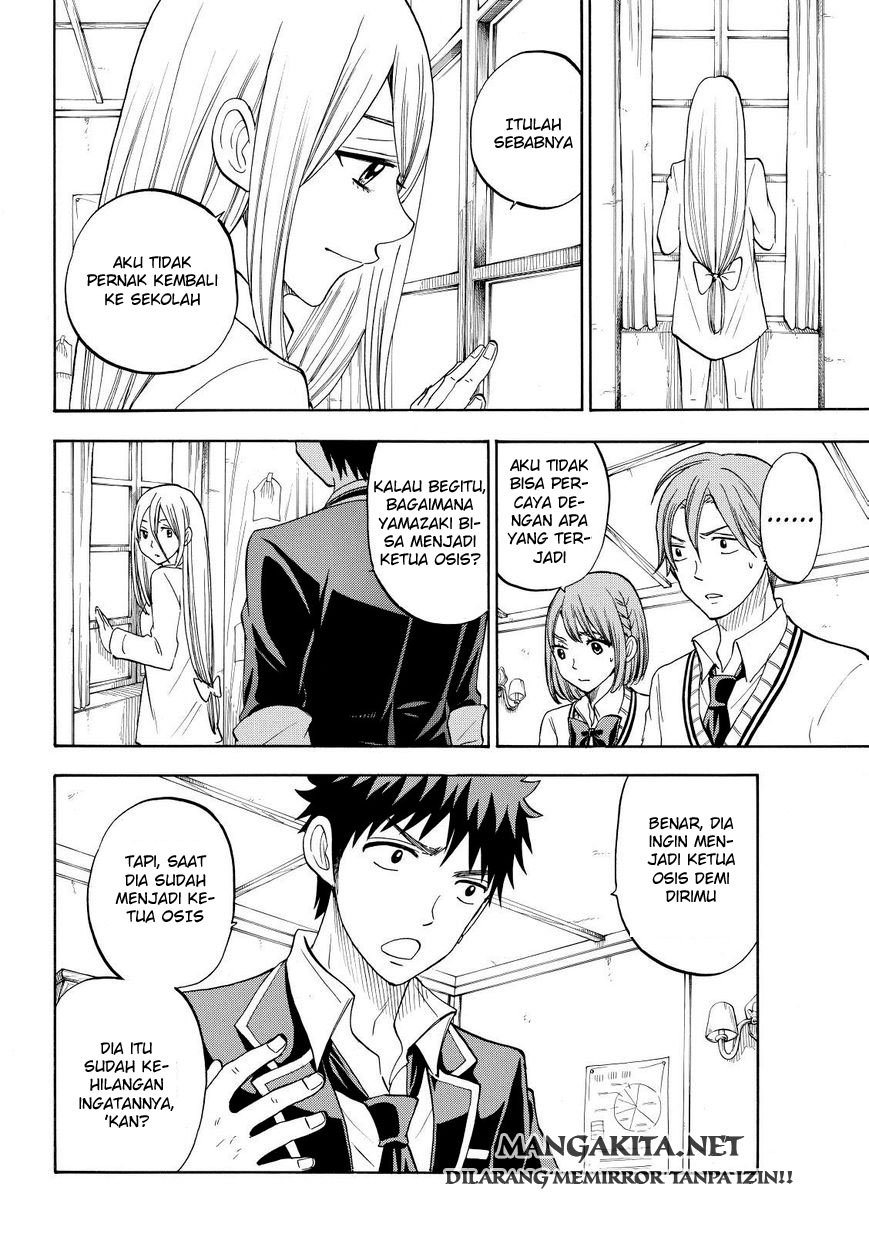 ITULAH
SEBABNYA
AKU TIDAK
PERNAK KEMBALI
KE SEKOLAH
......
AKU TIDAK
BISA PER-
CAYA DE-
NGAN APA
YANG TER-
JADI
KALAU BEGITU,
BAGAIMANA
YAMAZAKI BI-
SA MENJADI
KETUA OSIS?
BENAR, DIA
INGIN MEN-
JADI KETUA
OSIS DEMI
DIRIMU
TAPI, SAAT
DIA SUDAH
MENJADI KE-
TUA OSIS
DIA ITU
SUDAH KE-
HILANGAN
INGATANNYA,
'KAN?
MANGAKITA.NET
DILARANG MEMIRROR TANPA IZIN!!